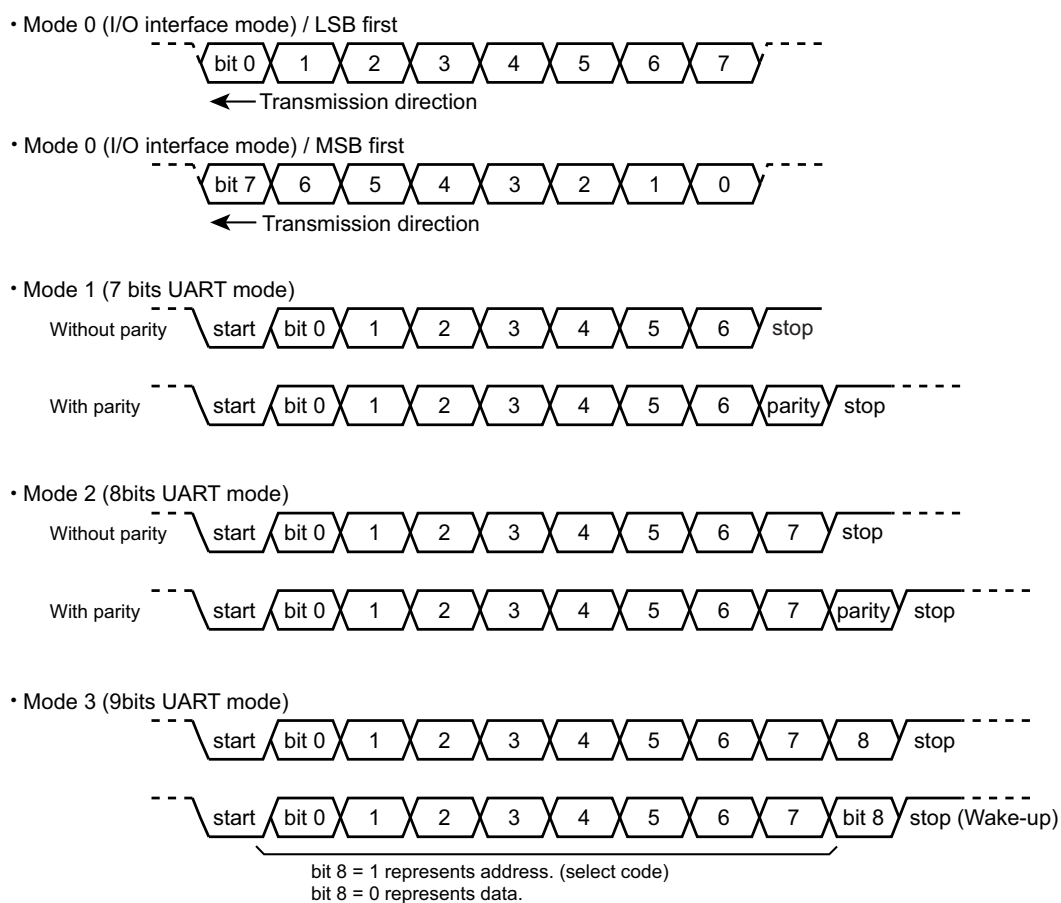 ・Mode 0 (I/O interface mode) / LSB first
bit 0 1 2 3 4 5 6 7
Transmission direction
・Mode 0 (I/O interface mode) / MSB first
bit 7 6 5 4 3 2 1 0
Transmission direction
・Mode 1 (7 bits UART mode)
Without parity start bit 0 1 2 3 4 5 6 stop
With parity start bit 0 1 2 3 4 5 6 parity stop
・Mode 2 (8bits UART mode)
Without parity start bit 0 1 2 3 4 5 6 7 stop
With parity start bit 0 1 2 3 4 5 6 7 parity stop
・Mode 3 (9bits UART mode)
start bit 0 1 2 3 4 5 6 7 8 stop
start bit 0 1 2 3 4 5 6 7 bit 8 stop (Wake-up)
bit 8 = 1 represents address. (select code)
bit 8 = 0 represents data.